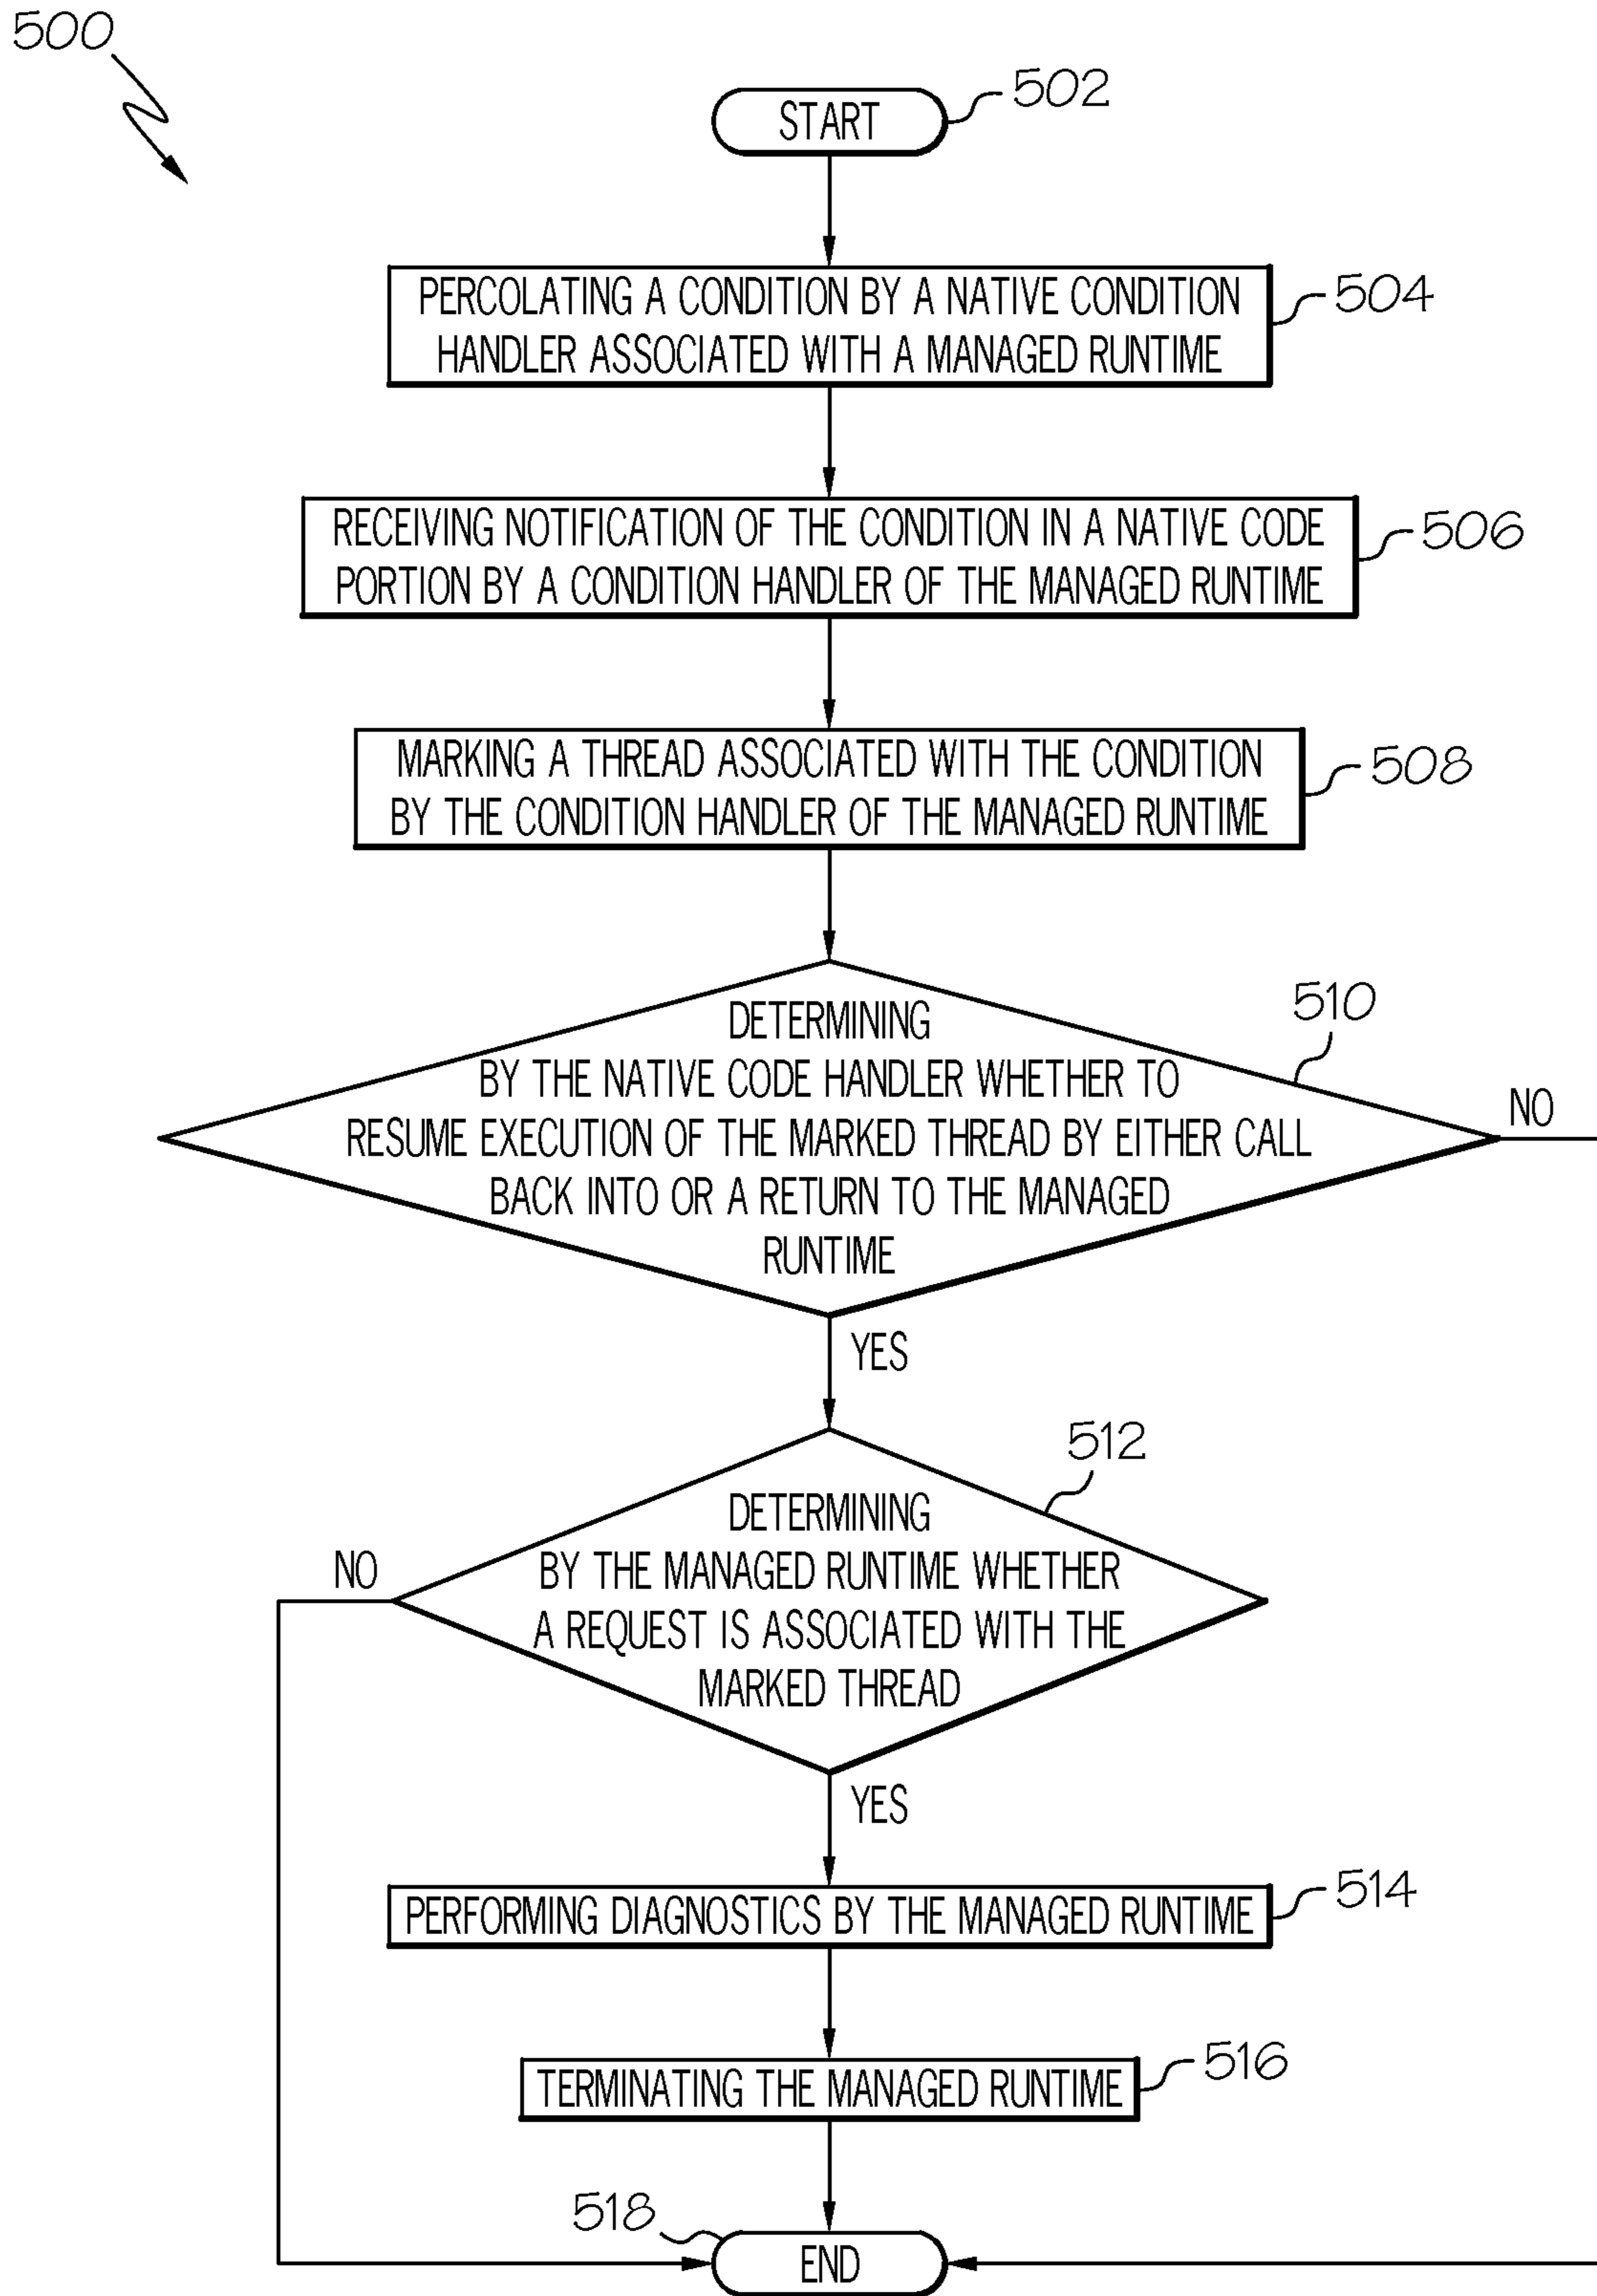 500
START
502
PERCOLATING A CONDITION BY A NATIVE CONDITION
HANDLER ASSOCIATED WITH A MANAGED RUNTIME
504
RECEIVING NOTIFICATION OF THE CONDITION IN A NATIVE CODE
PORTION BY A CONDITION HANDLER OF THE MANAGED RUNTIME
506
MARKING A THREAD ASSOCIATED WITH THE CONDITION
BY THE CONDITION HANDLER OF THE MANAGED RUNTIME
508
DETERMINING
BY THE NATIVE CODE HANDLER WHETHER TO
RESUME EXECUTION OF THE MARKED THREAD BY EITHER CALL
BACK INTO OR A RETURN TO THE MANAGED
RUNTIME
510
NO
YES
DETERMINING
BY THE MANAGED RUNTIME WHETHER
A REQUEST IS ASSOCIATED WITH THE
MARKED THREAD
512
NO
YES
PERFORMING DIAGNOSTICS BY THE MANAGED RUNTIME
514
TERMINATING THE MANAGED RUNTIME
516
518
END